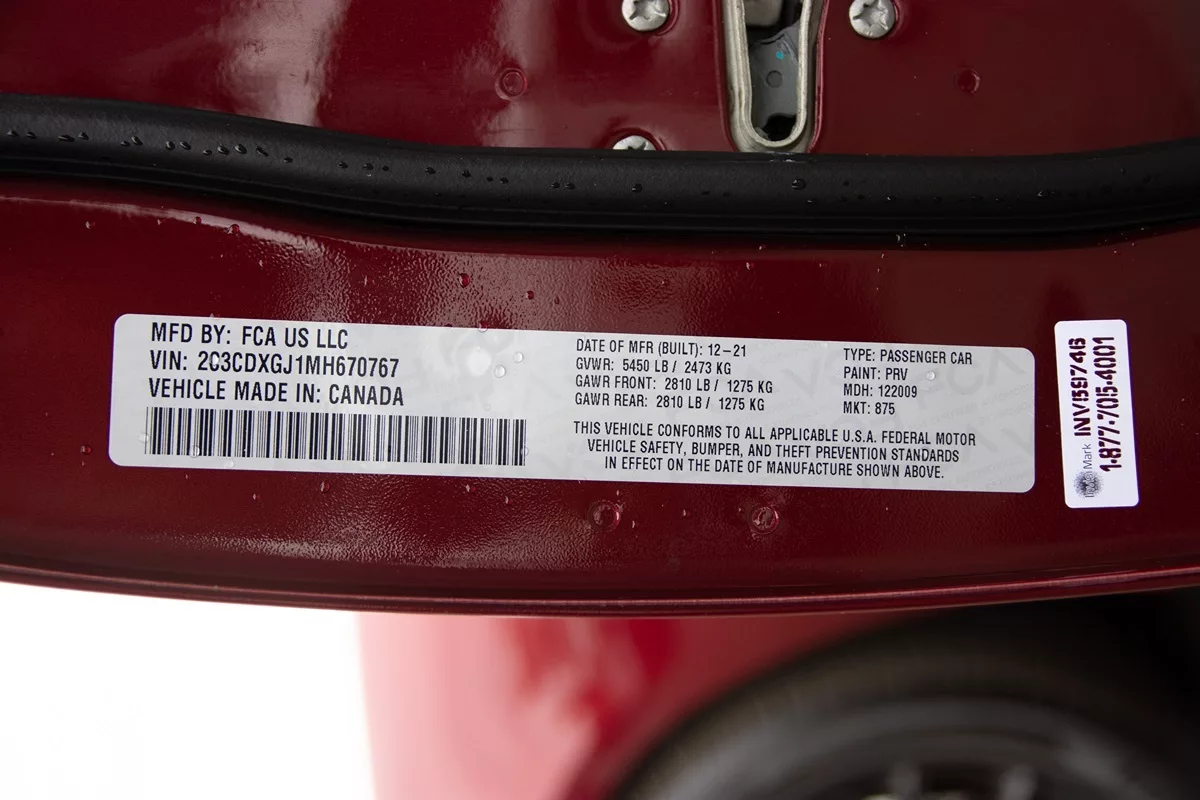 MFD BY: FCA US LLC
VIN: 2C3CDXGJ1MH670767
VEHICLE MADE IN: CANADA
DATE OF MFR (BUILT): 12-21
GVWR: 5450 LB / 2473 KG
GAWR FRONT: 2810 LB / 1275 KG
GAWR REAR: 2810 LB / 1275 KG
TYPE: PASSENGER CAR
PAINT: PRV
MDH: 122009
MKT: 875
THIS VEHICLE CONFORMS TO ALL APPLICABLE U.S.A. FEDERAL MOTOR
VEHICLE SAFETY, BUMPER, AND THEFT PREVENTION STANDARDS
IN EFFECT ON THE DATE OF MANUFACTURE SHOWN ABOVE.
Mark INV159746
1-877-705-4001